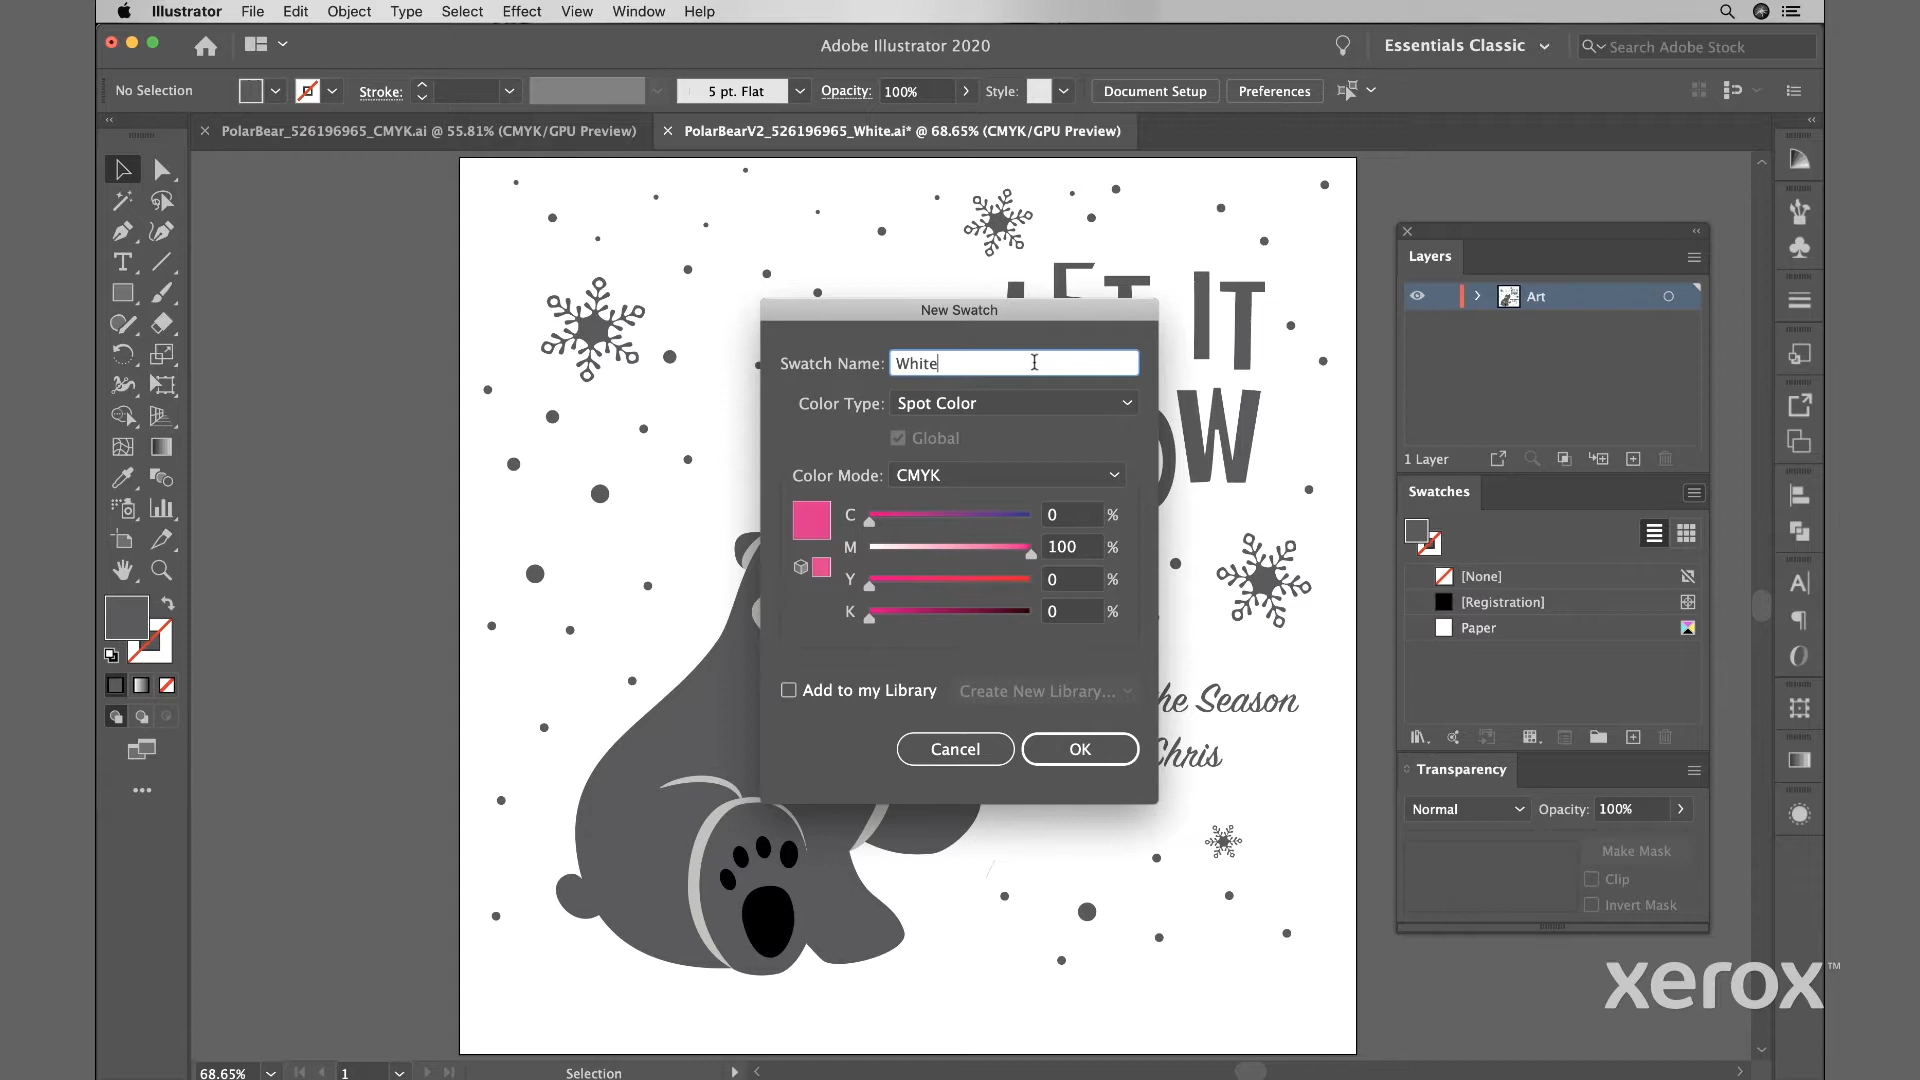 Illustrator File Edit Object Type Select Effect View Window Help
Adobe Illustrator 2020
Essentials Classic
Search Adobe Stock
No Selection
Stroke:
5 pt. Flat
Opacity: 100%
Style:
Document Setup
Preferences
PolarBear_526196965_CMYK.ai @ 55.81% (CMYK/GPU Preview)
PolarBearV2_526196965_White.ai* @ 68.65% (CMYK/GPU Preview)
IT
New Swatch
Swatch Name: White
Color Type: Spot Color
Global
Color Mode: CMYK
C 0 %
M 100 %
Y 0 %
K 0 %
Add to my Library
Create New Library...
Cancel
OK
OW
he Season
Chris
Layers
Art
1 Layer
Swatches
[None]
[Registration]
Paper
Transparency
Normal
Opacity: 100%
Make Mask
Clip
Invert Mask
xerox™
68.65%
1
Selection